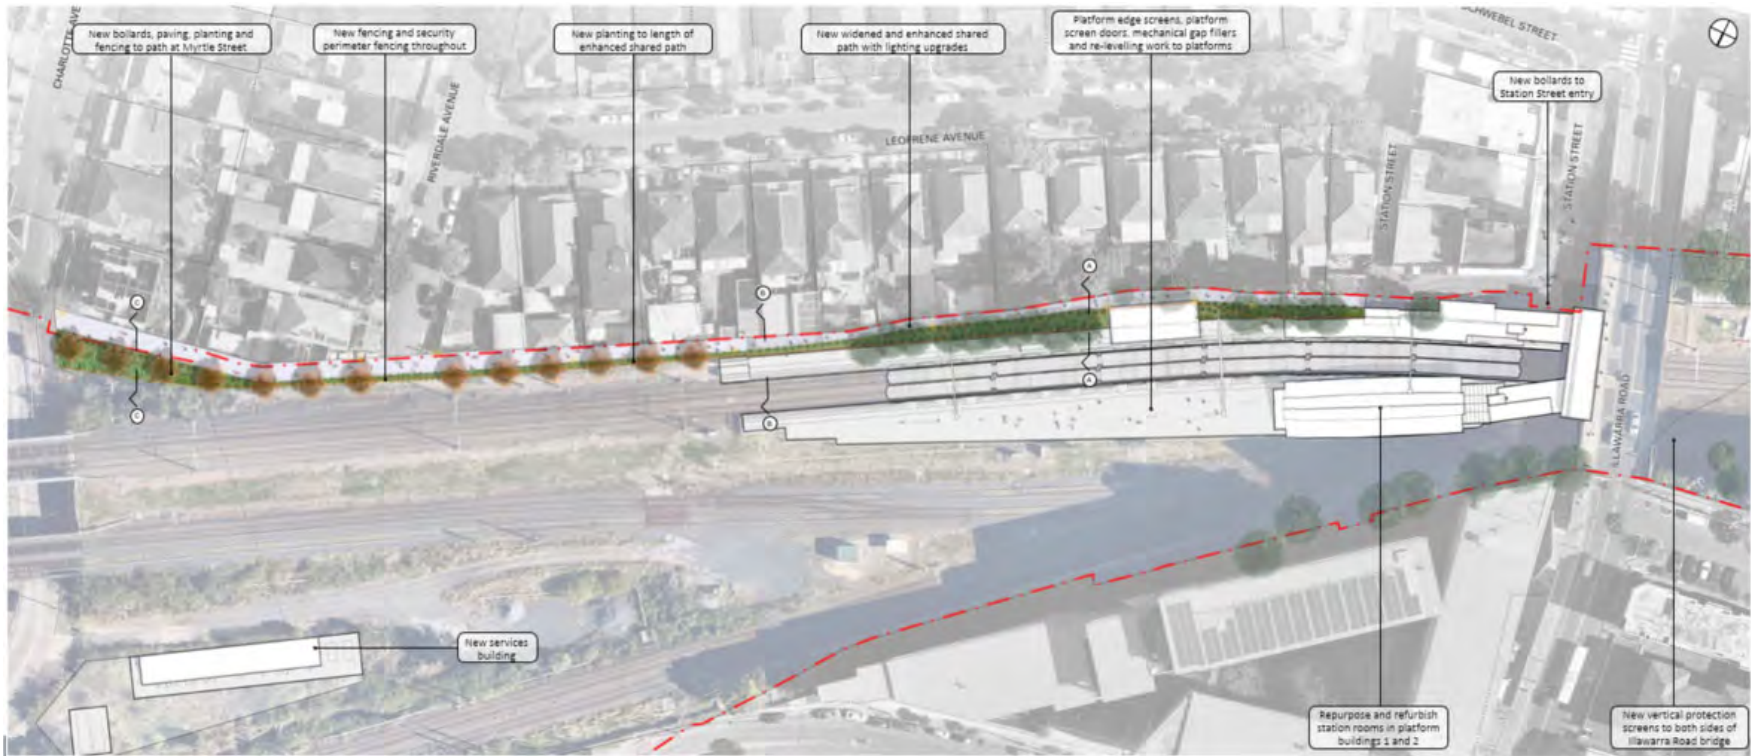 New bollards, paving, planting and
fencing to path at Myrtle Street
New fencing and security
perimeter fencing throughout
New planting to length of
enhanced shared path
New widened and enhanced shared
path with lighting upgrades
Platform edge screens, platform
screen doors, mechanical gap fillers
and re-levelling work to platforms
New bollards to
Station Street entry
CHARLOTTE AVE
RIVERDALE AVENUE
LEOFRENE AVENUE
SCHWEBEL STREET
STATION STREET
STATION STREET
ILLAWARRA ROAD
C
C
B
B
A
A
New services
building
Repurpose and refurbish
station rooms in platform
buildings 1 and 2
New vertical protection
screens to both sides of
Illawarra Road bridge